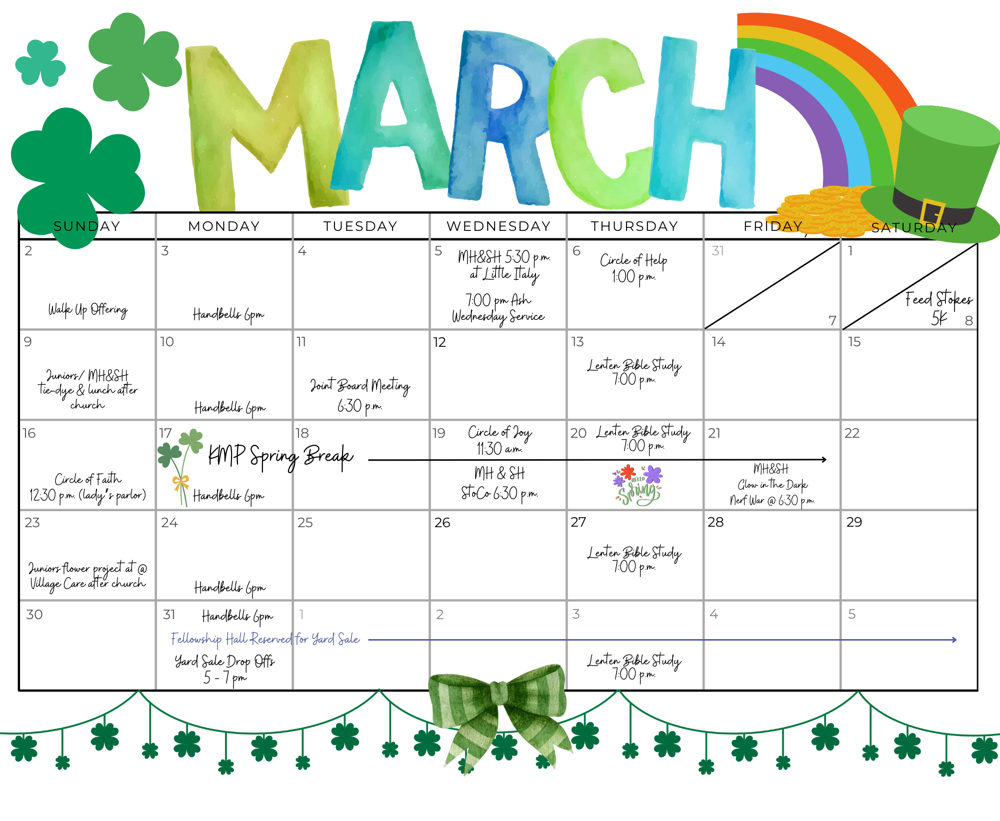 MARCH
SUNDAY MONDAY TUESDAY WEDNESDAY THURSDAY FRIDAY SATURDAY
2
Walk Up Offering
3
Handbells 6pm
4
5
MH&SH 5:30 p.m.
at Little Italy
7:00 pm Ash
Wednesday Service
6
Circle of Help
1:00 p.m.
31
7
1
Feed Stokes
5K
8
9
Juniors/ MH&SH
tie-dye & lunch after
church
10
Handbells 6pm
11
Joint Board Meeting
6:30 p.m.
12
13
Lenten Bible Study
7:00 p.m.
14
15
16
Circle of Faith
12:30 p.m. (lady's parlor)
17
KMP Spring Break
Handbells 6pm
18
19
Circle of Joy
11:30 a.m.
MH & SH
StoCo 6:30 p.m.
20
Lenten Bible Study
7:00 p.m.
HELLO
Spring
21
MH&SH
Glow in the Dark
Nerf War @ 6:30 p.m.
22
23
Juniors flower project at @
Village Care after church
24
Handbells 6pm
25
26
27
Lenten Bible Study
7:00 p.m.
28
29
30
31
Handbells 6pm
Fellowship Hall Reserved for Yard Sale
Yard Sale Drop Offs
5 - 7 pm
1
2
3
Lenten Bible Study
7:00 p.m.
4
5